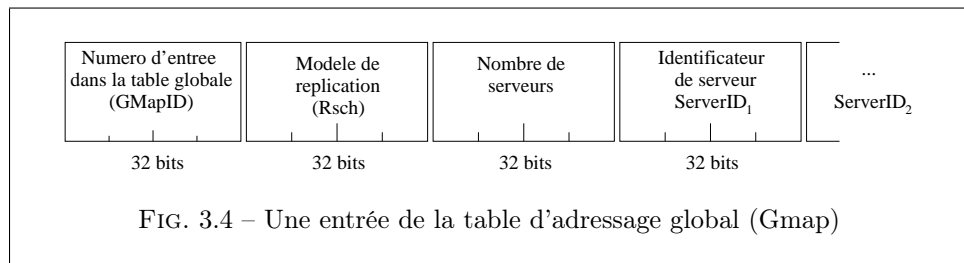 Numero d'entree
dans la table globale
(GMapID)
Modele de
replication
(Rsch)
Nombre de
serveurs
Identificateur
de serveur
ServerID1
...
ServerID2
32 bits
32 bits
32 bits
32 bits
FIG. 3.4 – Une entrée de la table d'adressage global (Gmap)